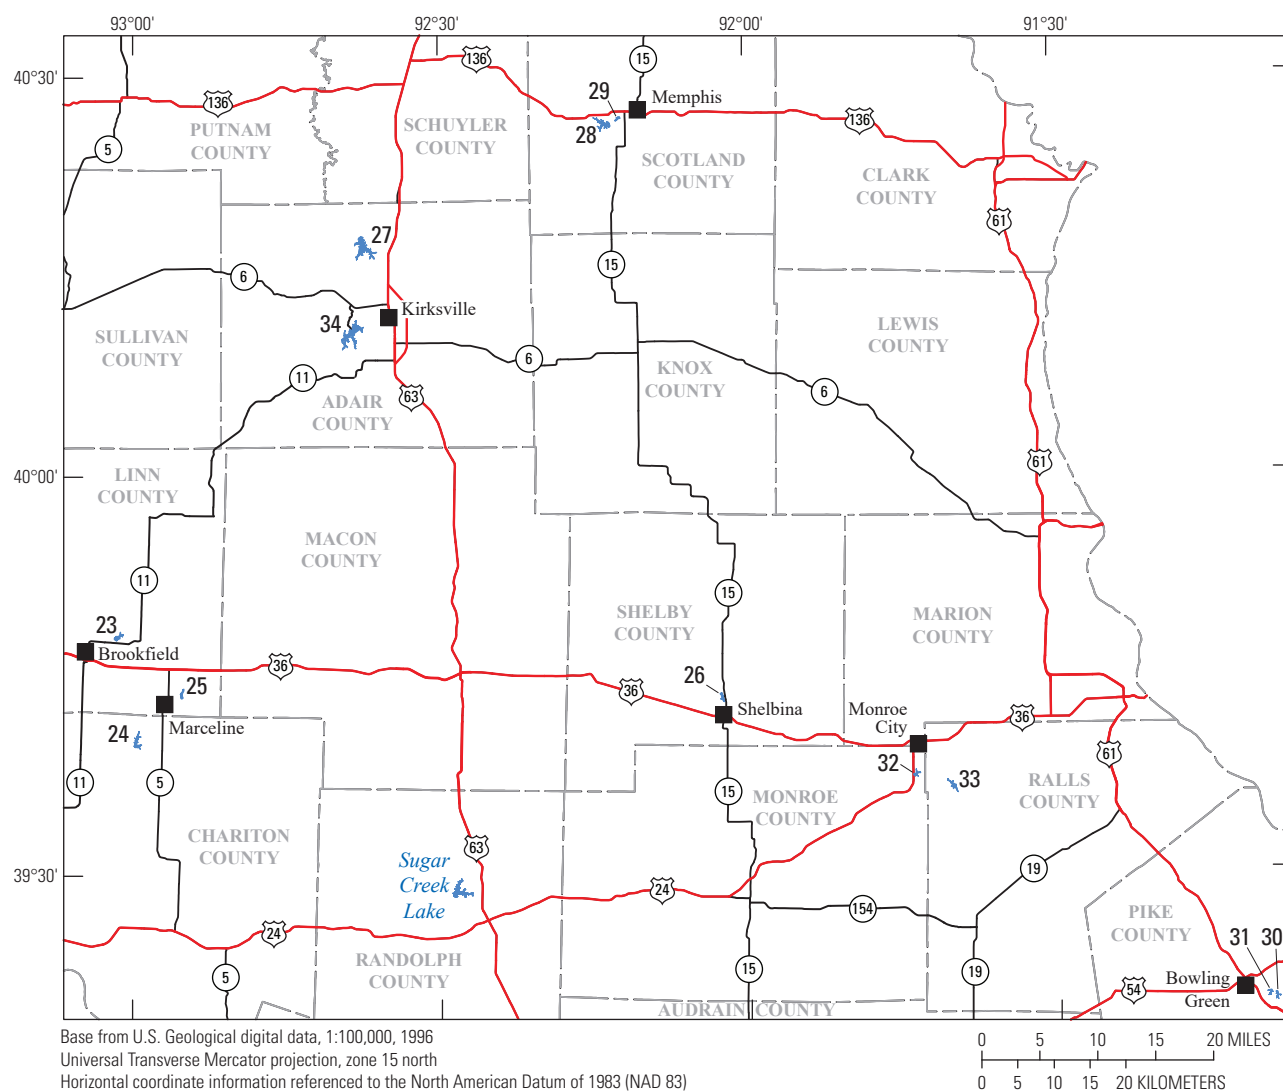 93°00'
92°30'
92°00'
91°30'
40°30'
136
15
136
29
Memphis
136
28
136
PUTNAM
COUNTY
SCHUYLER
COUNTY
5
SCOTLAND
COUNTY
CLARK
COUNTY
61
27
6
15
Kirksville
34
SULLIVAN
COUNTY
LEWIS
COUNTY
6
KNOX
COUNTY
11
6
63
ADAIR
COUNTY
61
40°00'
LINN
COUNTY
MACON
COUNTY
11
15
SHELBY
COUNTY
MARION
COUNTY
23
Brookfield
36
36
26
25
Shelbina
Monroe
City
36
Marceline
24
61
32
33
11
5
15
MONROE
COUNTY
RALLS
COUNTY
CHARITON
COUNTY
63
39°30'
Sugar
Creek
Lake
24
19
154
PIKE
COUNTY
24
31
30
RANDOLPH
COUNTY
5
15
19
54
Bowling
Green
AUDRAIN COUNTY
Base from U.S. Geological digital data, 1:100,000, 1996
Universal Transverse Mercator projection, zone 15 north
Horizontal coordinate information referenced to the North American Datum of 1983 (NAD 83)
0 5 10 15 20 MILES
0 5 10 15 20 KILOMETERS